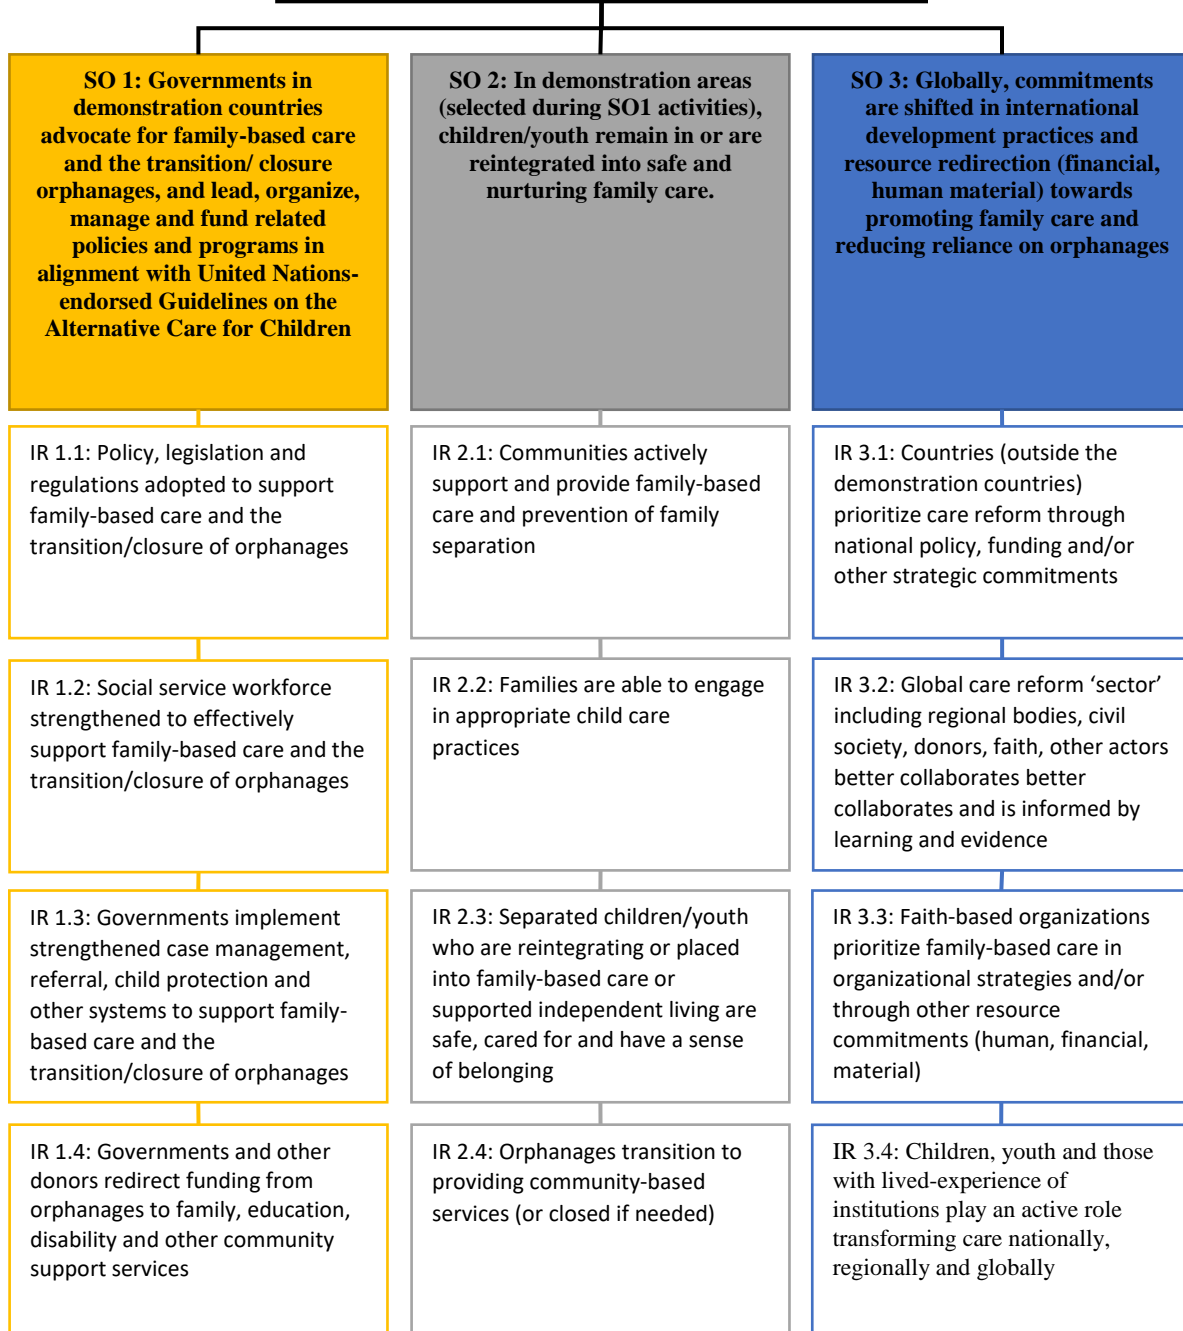 SO 1: Governments in
demonstration countries
advocate for family-based care
and the transition/ closure
orphanages, and lead, organize,
manage and fund related
policies and programs in
alignment with United Nations-
endorsed Guidelines on the
Alternative Care for Children
SO 2: In demonstration areas
(selected during SO1 activities),
children/youth remain in or are
reintegrated into safe and
nurturing family care.
SO 3: Globally, commitments
are shifted in international
development practices and
resource redirection (financial,
human material) towards
promoting family care and
reducing reliance on orphanages
IR 1.1: Policy, legislation and
regulations adopted to support
family-based care and the
transition/closure of orphanages
IR 2.1: Communities actively
support and provide family-based
care and prevention of family
separation
IR 3.1: Countries (outside the
demonstration countries)
prioritize care reform through
national policy, funding and/or
other strategic commitments
IR 1.2: Social service workforce
strengthened to effectively
support family-based care and the
transition/closure of orphanages
IR 2.2: Families are able to engage
in appropriate child care
practices
IR 3.2: Global care reform ‘sector’
including regional bodies, civil
society, donors, faith, other actors
better collaborates better
collaborates and is informed by
learning and evidence
IR 1.3: Governments implement
strengthened case management,
referral, child protection and
other systems to support family-
based care and the
transition/closure of orphanages
IR 2.3: Separated children/youth
who are reintegrating or placed
into family-based care or
supported independent living are
safe, cared for and have a sense
of belonging
IR 3.3: Faith-based organizations
prioritize family-based care in
organizational strategies and/or
through other resource
commitments (human, financial,
material)
IR 1.4: Governments and other
donors redirect funding from
orphanages to family, education,
disability and other community
support services
IR 2.4: Orphanages transition to
providing community-based
services (or closed if needed)
IR 3.4: Children, youth and those
with lived-experience of
institutions play an active role
transforming care nationally,
regionally and globally